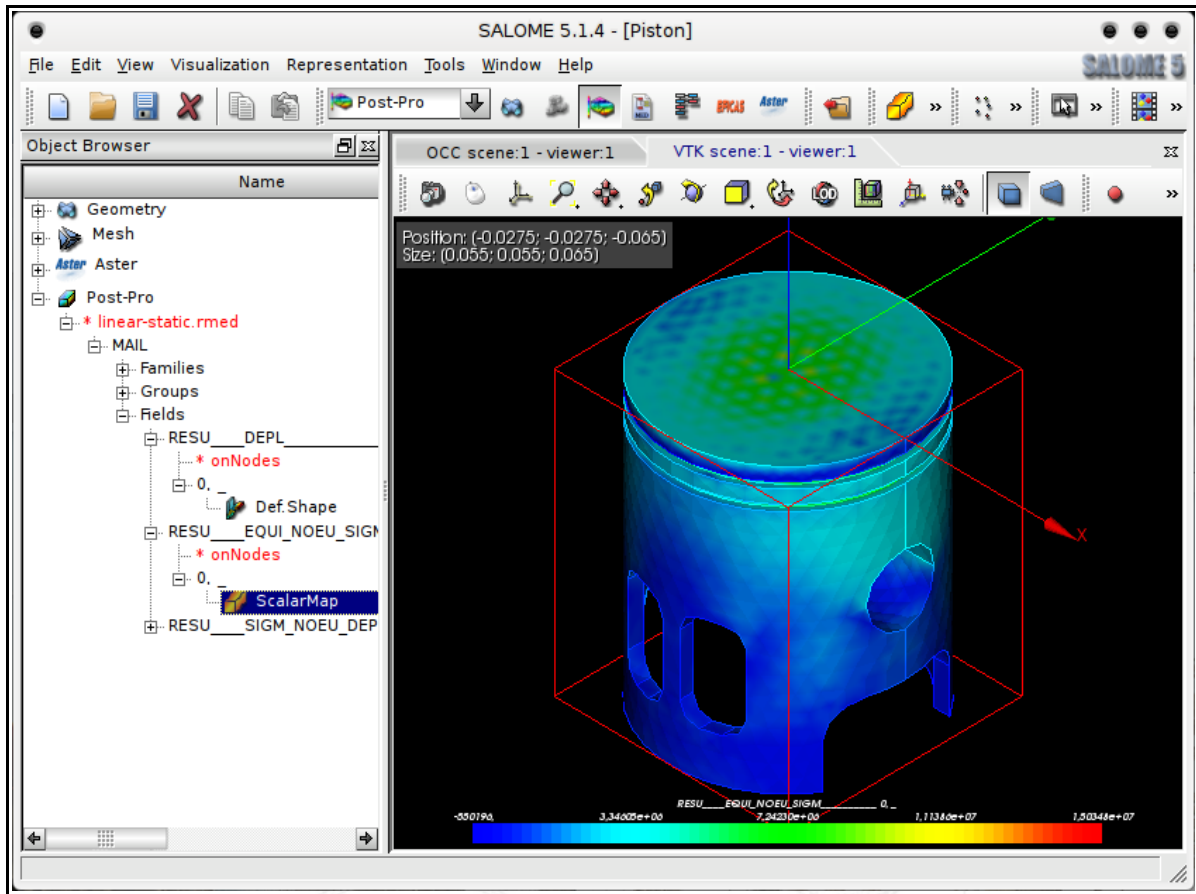 SALOME 5.1.4 - [Piston]
File Edit View Visualization Representation Tools Window Help
SALOME 5
Post-Pro
MED
EFICAS
Aster
»
»
»
»
Object Browser
Name
Geometry
Mesh
Aster Aster
Post-Pro
* linear-static.rmed
MAIL
Families
Groups
Fields
RESU____DEPL__________
* onNodes
0, _
Def.Shape
RESU____EQUI_NOEU_SIGM
* onNodes
0, _
ScalarMap
RESU____SIGM_NOEU_DEP
OCC scene:1 - viewer:1
VTK scene:1 - viewer:1
LOD
»
Position: (-0.0275; -0.0275; -0.065)
Size: (0.055; 0.055; 0.065)
X
RESU____EQUI_NOEU_SIGM__________ 0, _
-550196, 3,34605e+06 7,24230e+06 1,11386e+07 1,50348e+07